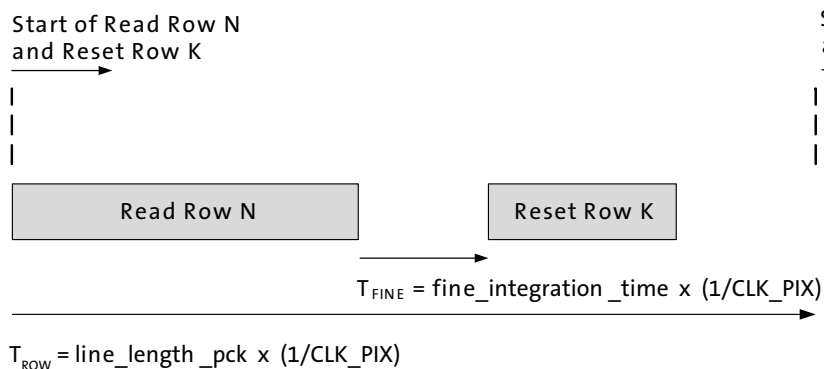 Start of Read Row N
and Reset Row K
Read Row N
Reset Row K
T_FINE = fine_integration _time x (1/CLK_PIX)
T_ROW = line_length _pck x (1/CLK_PIX)